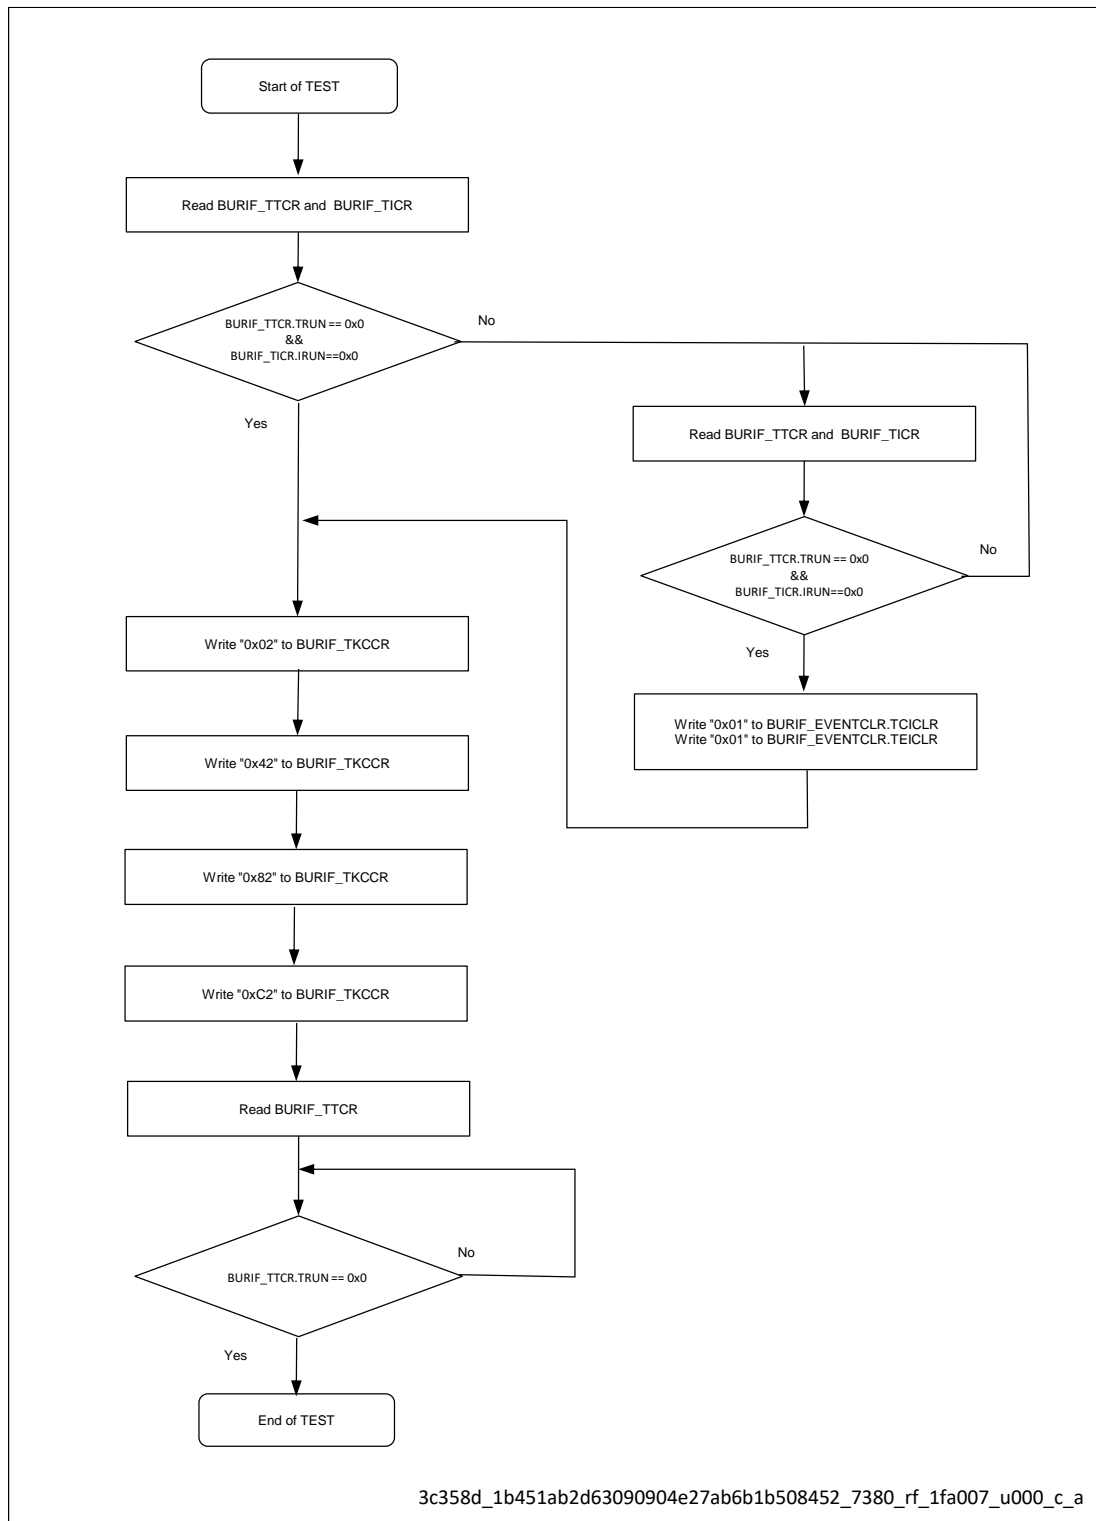 Start of TEST
Read BURIF_TTCR and BURIF_TICR
BURIF_TTCR.TRUN == 0x0
&&
BURIF_TICR.IRUN==0x0
No
Yes
Read BURIF_TTCR and BURIF_TICR
BURIF_TTCR.TRUN == 0x0
&&
BURIF_TICR.IRUN==0x0
No
Yes
Write "0x01" to BURIF_EVENTCLR.TCICLR
Write "0x01" to BURIF_EVENTCLR.TEICLR
Write "0x02" to BURIF_TKCCR
Write "0x42" to BURIF_TKCCR
Write "0x82" to BURIF_TKCCR
Write "0xC2" to BURIF_TKCCR
Read BURIF_TTCR
BURIF_TTCR.TRUN == 0x0
No
Yes
End of TEST
3c358d_1b451ab2d63090904e27ab6b1b508452_7380_rf_1fa007_u000_c_a